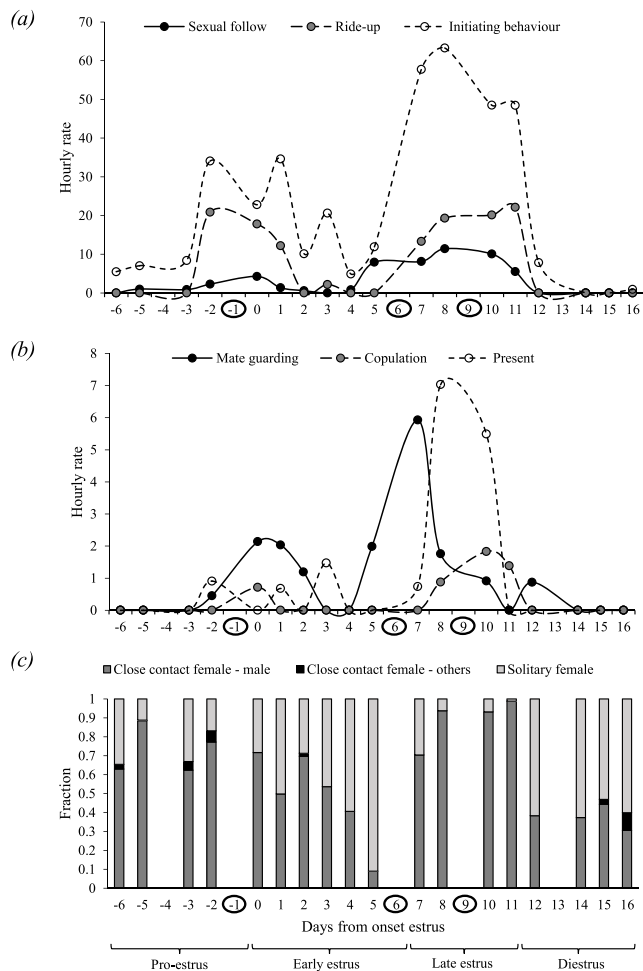 (a)
Sexual follow Ride-up Initiating behaviour
70
60
50
40
30
20
10
0
Hourly rate
-6 -5 -4 -3 -2 -1 0 1 2 3 4 5 6 7 8 9 10 11 12 13 14 15 16
(b)
Mate guarding Copulation Present
8
7
6
5
4
3
2
1
0
Hourly rate
-6 -5 -4 -3 -2 -1 0 1 2 3 4 5 6 7 8 9 10 11 12 13 14 15 16
(c)
Close contact female - male Close contact female - others Solitary female
1
0.9
0.8
0.7
0.6
0.5
0.4
0.3
0.2
0.1
0
Fraction
-6 -5 -4 -3 -2 -1 0 1 2 3 4 5 6 7 8 9 10 11 12 13 14 15 16
Days from onset estrus
Pro-estrus Early estrus Late estrus Diestrus